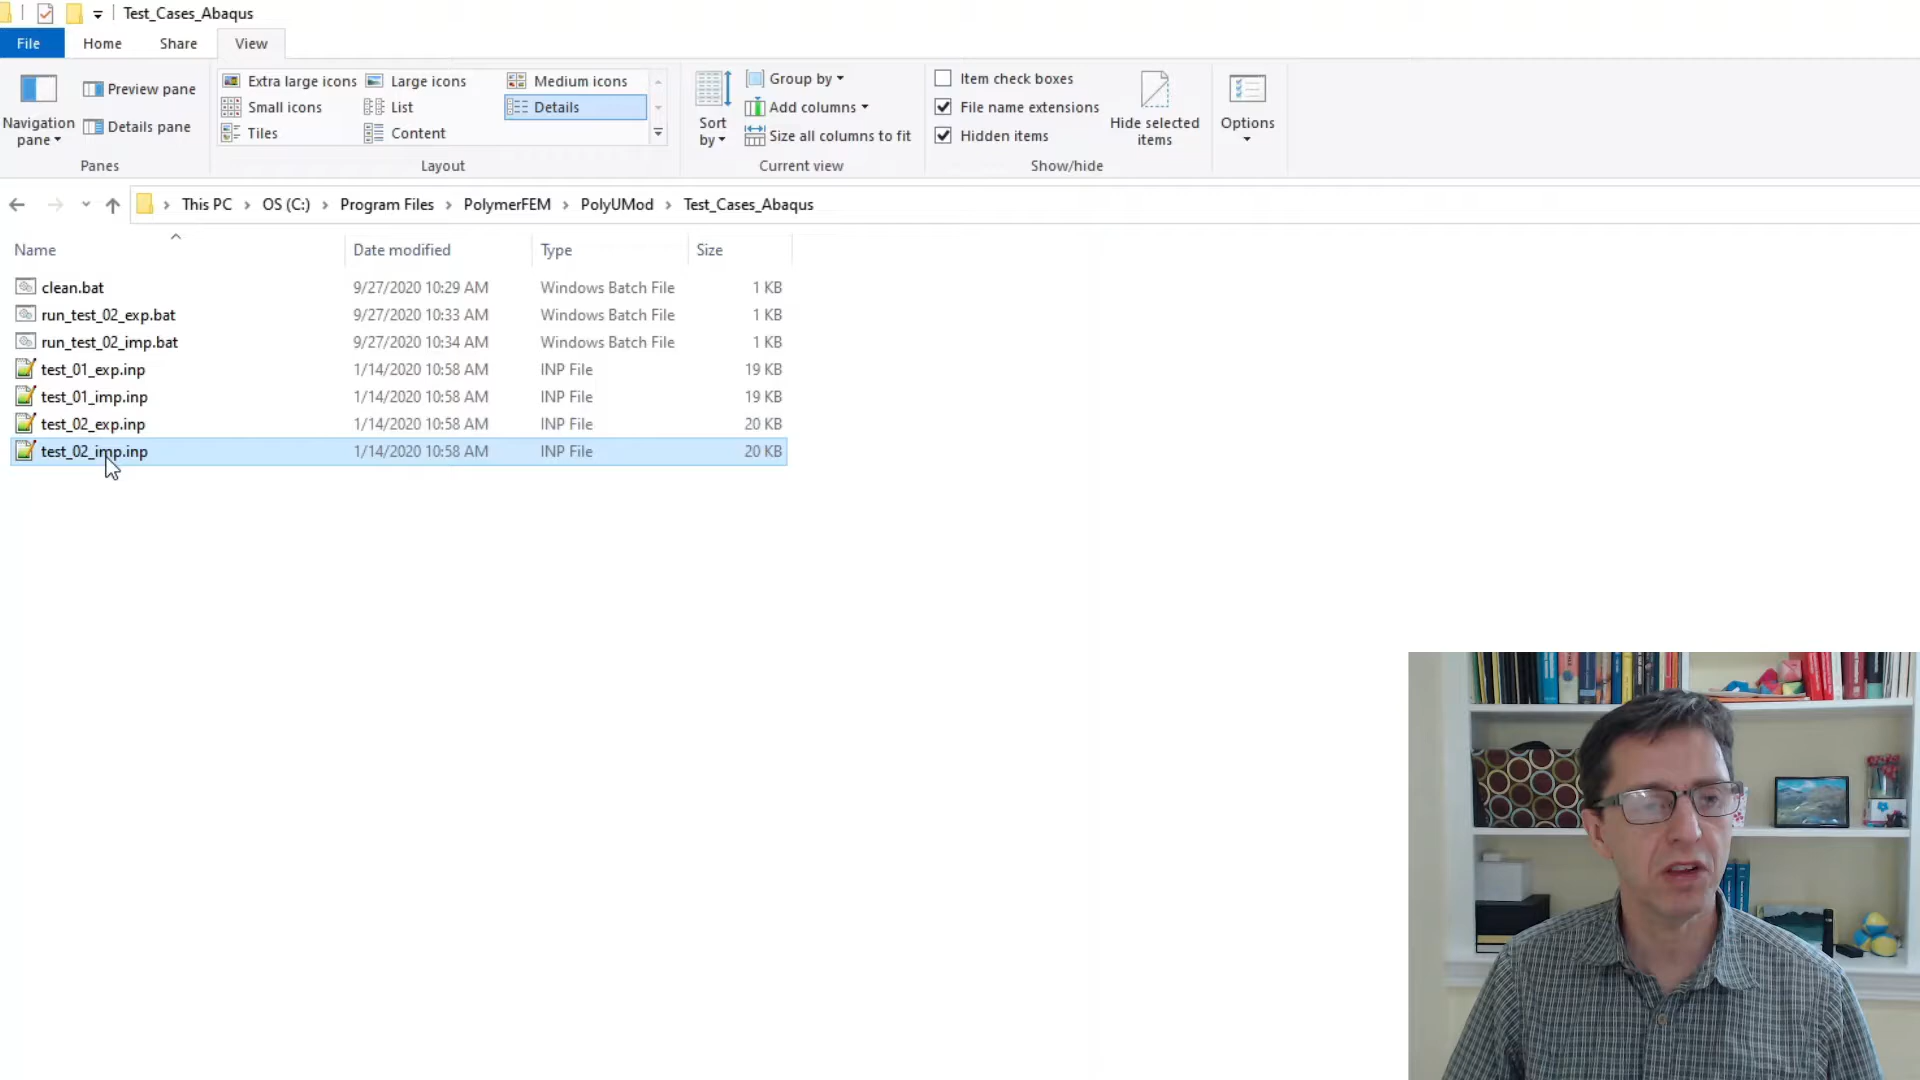 Test_Cases_Abaqus
File Home Share View
Navigation pane
Preview pane
Details pane
Panes
Extra large icons Large icons Medium icons
Small icons List Details
Tiles Content
Layout
Sort by
Group by
Add columns
Size all columns to fit
Current view
Item check boxes
File name extensions
Hidden items
Hide selected items
Show/hide
Options
This PC OS (C:) Program Files PolymerFEM PolyUMod Test_Cases_Abaqus
Name Date modified Type Size
clean.bat 9/27/2020 10:29 AM Windows Batch File 1 KB
run_test_02_exp.bat 9/27/2020 10:33 AM Windows Batch File 1 KB
run_test_02_imp.bat 9/27/2020 10:34 AM Windows Batch File 1 KB
test_01_exp.inp 1/14/2020 10:58 AM INP File 19 KB
test_01_imp.inp 1/14/2020 10:58 AM INP File 19 KB
test_02_exp.inp 1/14/2020 10:58 AM INP File 20 KB
test_02_imp.inp 1/14/2020 10:58 AM INP File 20 KB